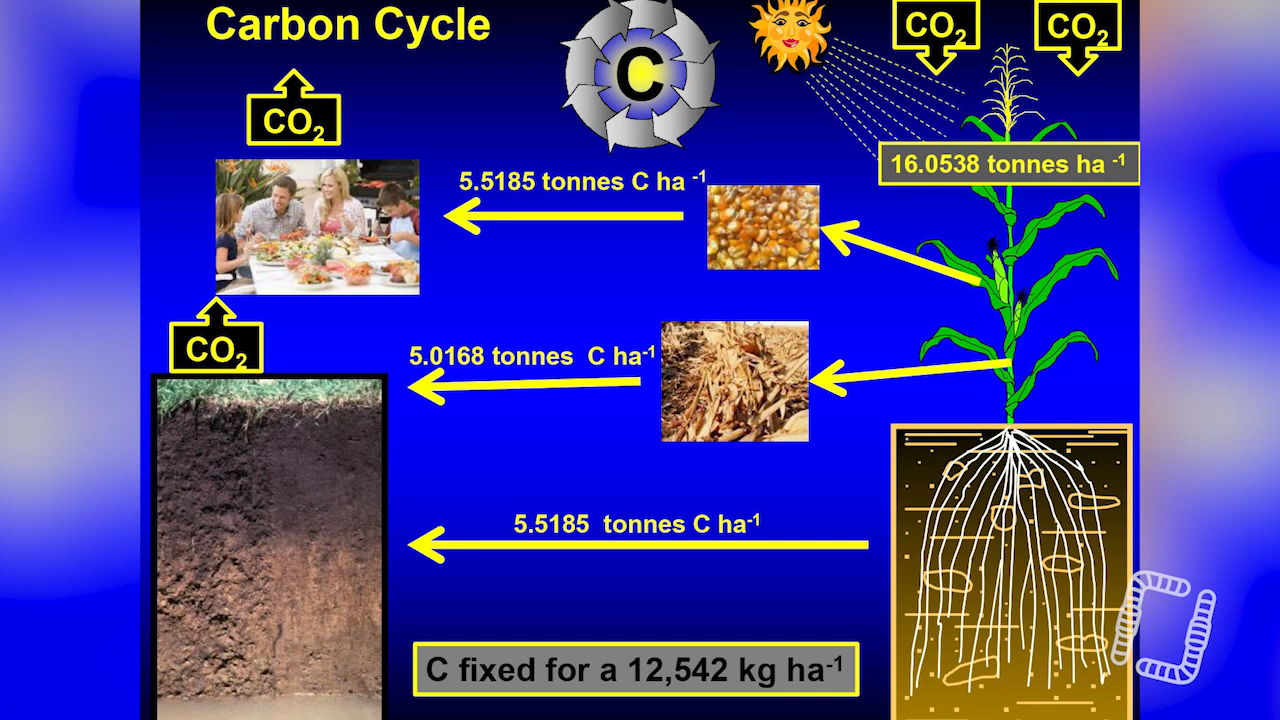 Carbon Cycle
C
CO₂
CO₂
CO₂
16.0538 tonnes ha ⁻¹
5.5185 tonnes C ha ⁻¹
CO₂
5.0168 tonnes  C ha⁻¹
5.5185  tonnes C ha⁻¹
C fixed for a 12,542 kg ha⁻¹